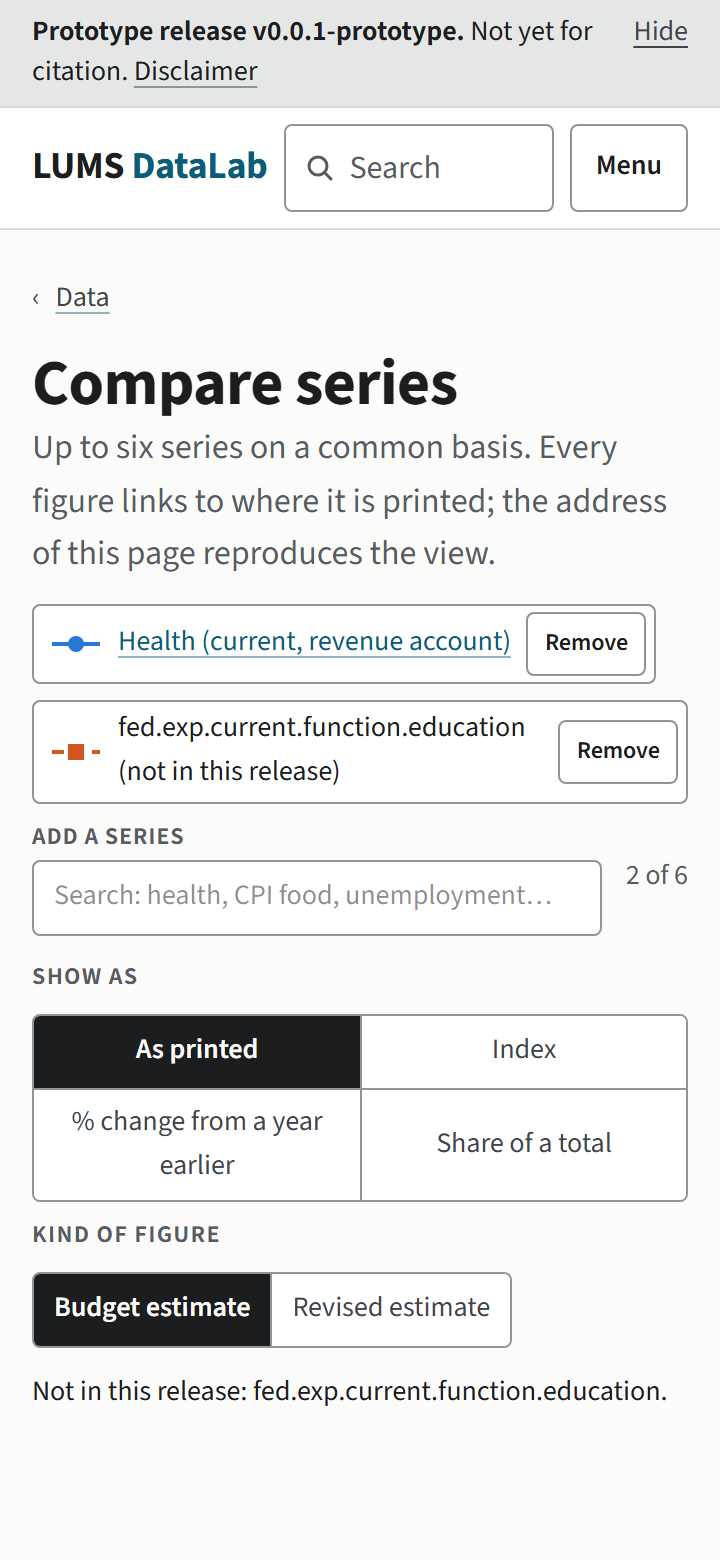 Prototype release v0.0.1-prototype. Not yet for
citation. Disclaimer
Hide
LUMS DataLab
Search
Menu
‹ Data
Compare series
Up to six series on a common basis. Every
figure links to where it is printed; the address
of this page reproduces the view.
Health (current, revenue account)
Remove
fed.exp.current.function.education
(not in this release)
Remove
ADD A SERIES
Search: health, CPI food, unemployment…
2 of 6
SHOW AS
As printed
Index
% change from a year
earlier
Share of a total
KIND OF FIGURE
Budget estimate
Revised estimate
Not in this release: fed.exp.current.function.education.